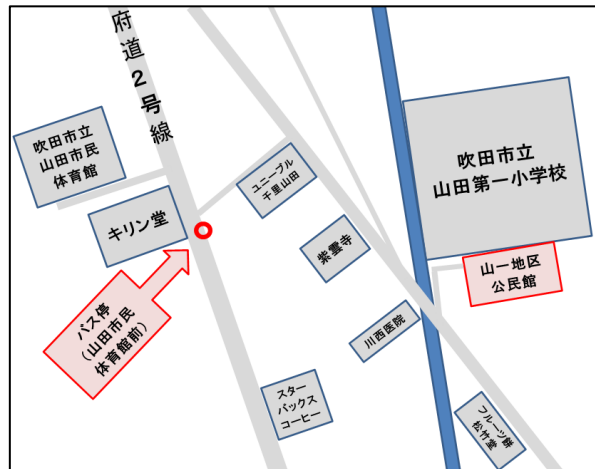 府道2号線
吹田市立
山田市民
体育館
キリン堂
バス停
(山田市民
体育館前)
ユニーブル
千里山田
紫雲寺
川西医院
スター
バックス
コーヒー
吹田市立
山田第一小学校
山一地区
公民館
フルーツ餅
松竹堂